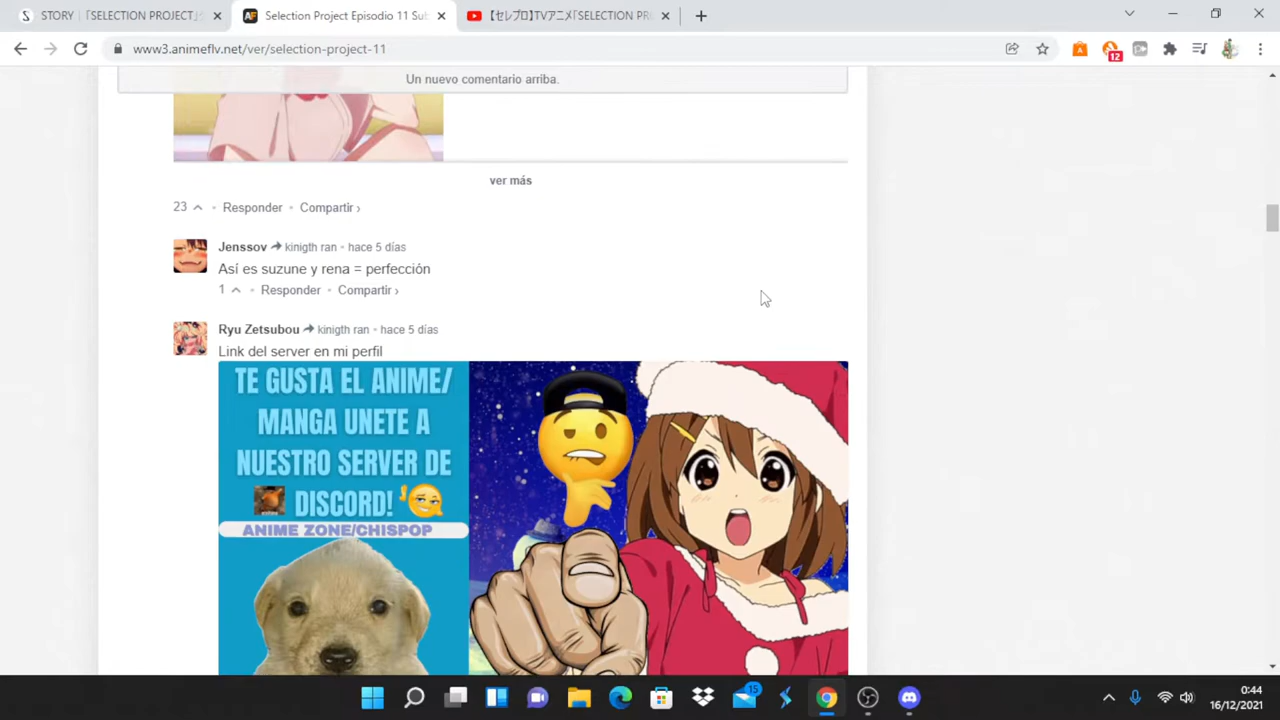 STORY |「SELECTION PROJECT」
Selection Project Episodio 11 Sub
【セレプロ】TVアニメ「SELECTION PR
www3.animeflv.net/ver/selection-project-11
12
Un nuevo comentario arriba.
ver más
23 • Responder • Compartir ›
Jenssov kinigth ran • hace 5 días
Así es suzune y rena = perfección
1 • Responder • Compartir ›
Ryu Zetsubou kinigth ran • hace 5 días
Link del server en mi perfil
TE GUSTA EL ANIME/
MANGA UNETE A
NUESTRO SERVER DE
DISCORD!
ANIME ZONE/CHISPOP
15
0:44
16/12/2021